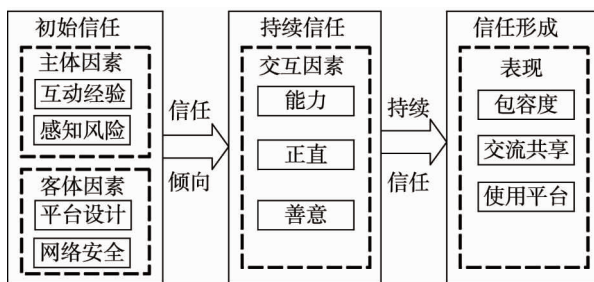 初始信任
主体因素
互动经验
感知风险
客体因素
平台设计
网络安全
信任
倾向
持续信任
交互因素
能力
正直
善意
持续
信任
信任形成
表现
包容度
交流共享
使用平台